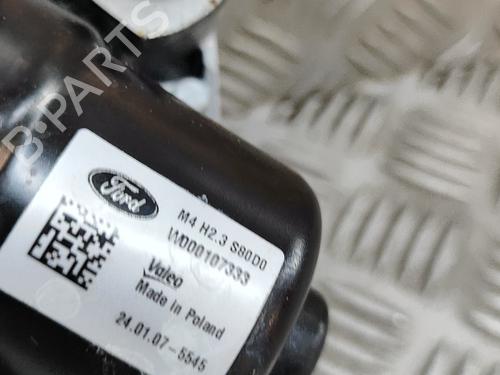 B-PARTS
Ford
M4 H2.3 S80D0
W000107333
Valeo
Made in Poland
24.01.07-5545